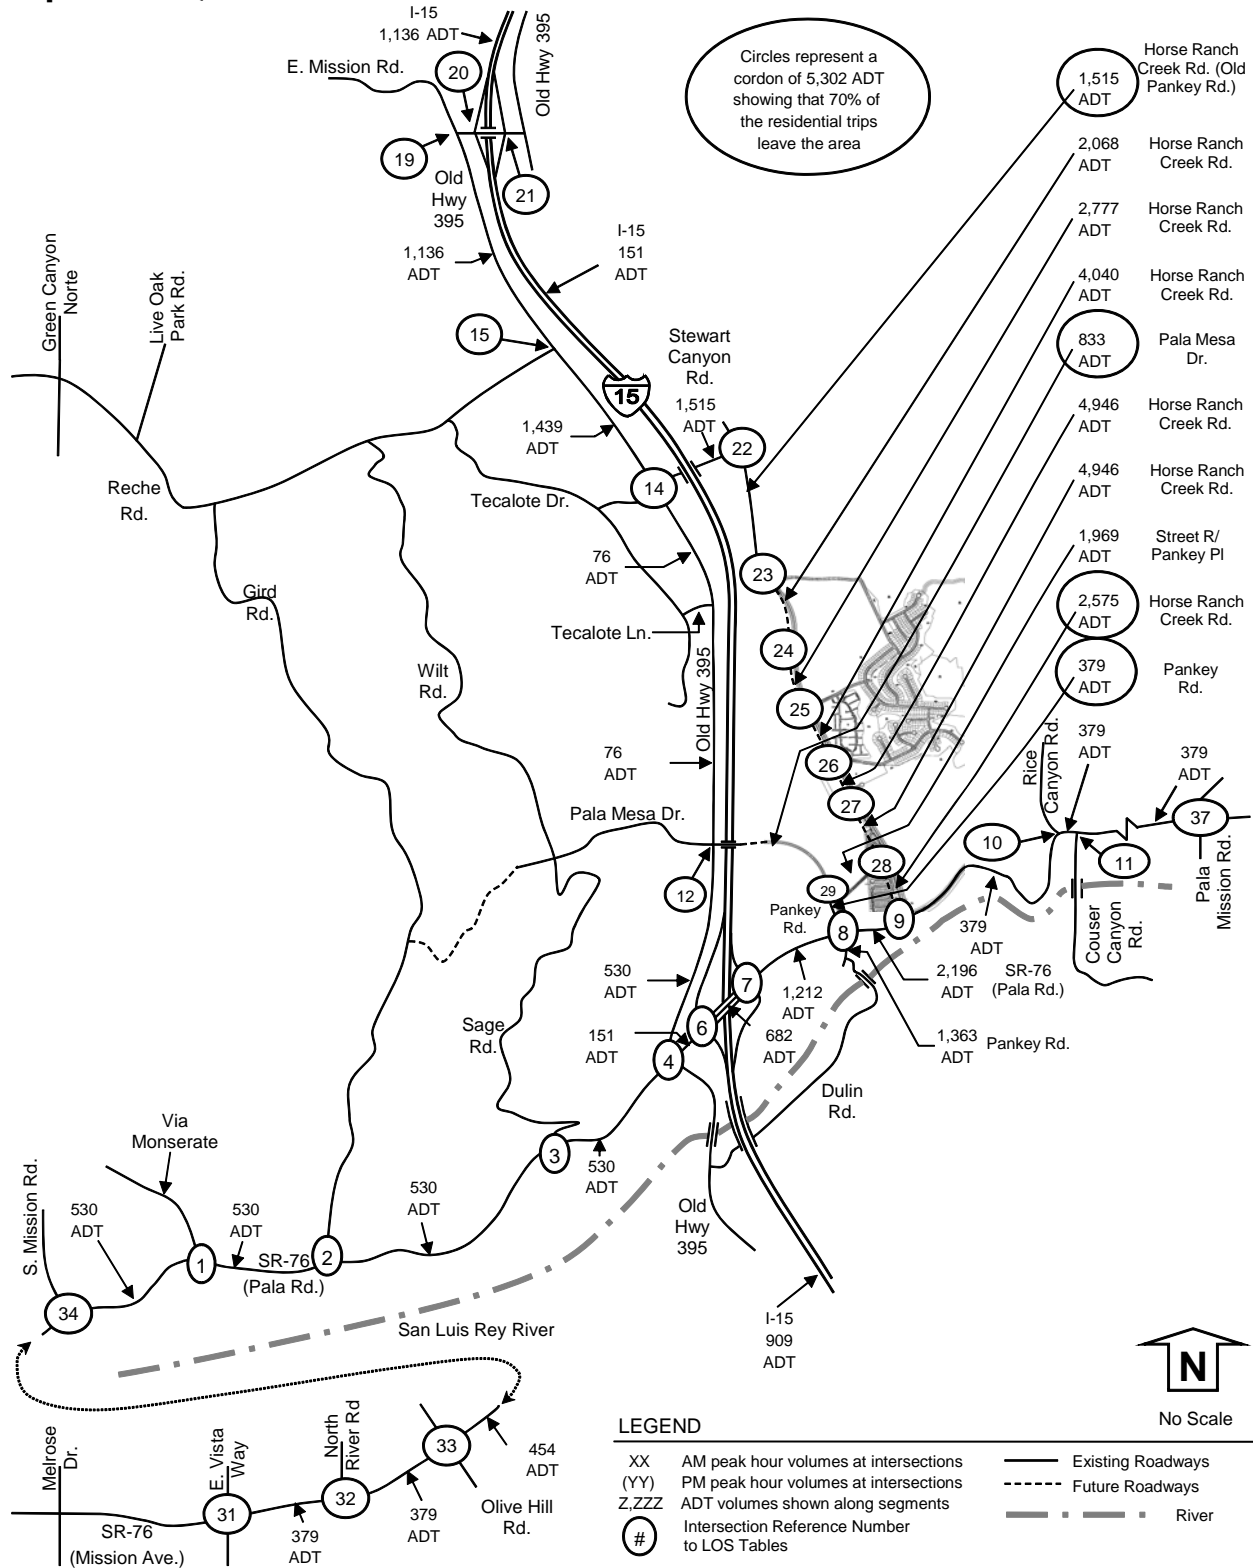 I-15
1,136 ADT
Old Hwy 395
E. Mission Rd.
20
19
21
Old
Hwy
395
1,136
ADT
I-15
151
ADT
Circles represent a
cordon of 5,302 ADT
showing that 70% of
the residential trips
leave the area
1,515
ADT
Horse Ranch
Creek Rd. (Old
Pankey Rd.)
2,068
ADT
Horse Ranch
Creek Rd.
2,777
ADT
Horse Ranch
Creek Rd.
4,040
ADT
Horse Ranch
Creek Rd.
833
ADT
Pala Mesa
Dr.
4,946
ADT
Horse Ranch
Creek Rd.
4,946
ADT
Horse Ranch
Creek Rd.
1,969
ADT
Street R/
Pankey Pl
2,575
ADT
Horse Ranch
Creek Rd.
379
ADT
Pankey
Rd.
Green Canyon
Norte
Live Oak
Park Rd.
15
15
Stewart
Canyon
Rd.
1,515
ADT
22
1,439
ADT
14
Reche
Rd.
Tecalote Dr.
76
ADT
23
Gird
Rd.
Tecalote Ln.
24
Wilt
Rd.
Old Hwy 395
25
76
ADT
26
27
Pala Mesa Dr.
12
28
29
Pankey
Rd.
8
9
Rice
Canyon Rd.
379
ADT
379
ADT
37
10
11
Pala
Mission Rd.
Couser
Canyon
Rd.
379
ADT
SR-76
(Pala Rd.)
2,196
ADT
1,363
ADT
Pankey Rd.
1,212
ADT
7
6
4
530
ADT
151
ADT
682
ADT
Sage
Rd.
Dulin
Rd.
Via
Monserate
S. Mission Rd.
3
530
ADT
530
ADT
530
ADT
530
ADT
1
2
SR-76
(Pala Rd.)
34
Old
Hwy
395
San Luis Rey River
I-15
909
ADT
N
No Scale
Melrose
Dr.
E. Vista
Way
North
River Rd
33
32
31
454
ADT
Olive Hill
Rd.
379
ADT
379
ADT
SR-76
(Mission Ave.)
LEGEND
XX AM peak hour volumes at intersections
(YY) PM peak hour volumes at intersections
Z,ZZZ ADT volumes shown along segments
# Intersection Reference Number
to LOS Tables
Existing Roadways
Future Roadways
River